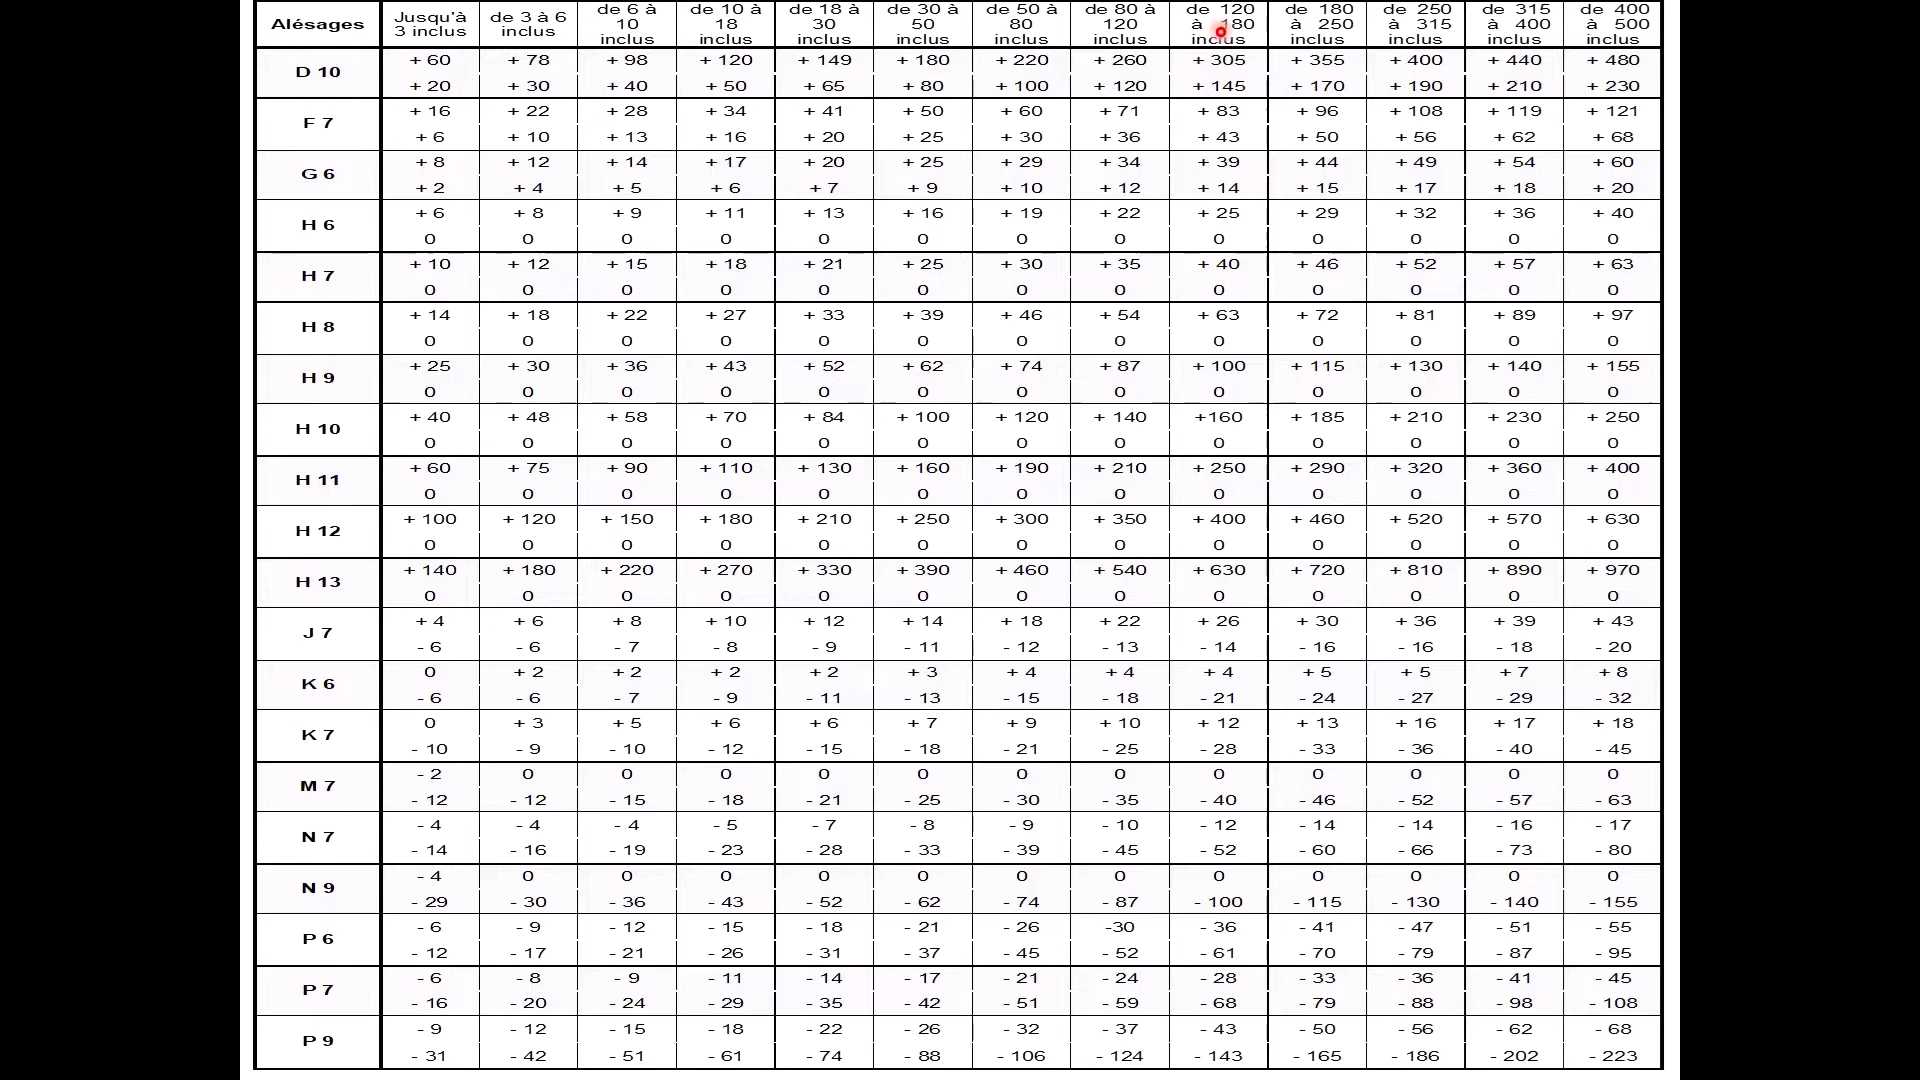 Alésages Jusqu'à 3 inclus de 3 à 6 inclus de 6 à 10 inclus de 10 à 18 inclus de 18 à 30 inclus de 30 à 50 inclus de 50 à 80 inclus de 80 à 120 inclus de 120 à 180 inclus de 180 à 250 inclus de 250 à 315 inclus de 315 à 400 inclus de 400 à 500 inclus
D 10
+ 60 + 78 + 98 + 120 + 149 + 180 + 220 + 260 + 305 + 355 + 400 + 440 + 480
+ 20 + 30 + 40 + 50 + 65 + 80 + 100 + 120 + 145 + 170 + 190 + 210 + 230
F 7
+ 16 + 22 + 28 + 34 + 41 + 50 + 60 + 71 + 83 + 96 + 108 + 119 + 121
+ 6 + 10 + 13 + 16 + 20 + 25 + 30 + 36 + 43 + 50 + 56 + 62 + 68
G 6
+ 8 + 12 + 14 + 17 + 20 + 25 + 29 + 34 + 39 + 44 + 49 + 54 + 60
+ 2 + 4 + 5 + 6 + 7 + 9 + 10 + 12 + 14 + 15 + 17 + 18 + 20
H 6
+ 6 + 8 + 9 + 11 + 13 + 16 + 19 + 22 + 25 + 29 + 32 + 36 + 40
0 0 0 0 0 0 0 0 0 0 0 0 0
H 7
+ 10 + 12 + 15 + 18 + 21 + 25 + 30 + 35 + 40 + 46 + 52 + 57 + 63
0 0 0 0 0 0 0 0 0 0 0 0 0
H 8
+ 14 + 18 + 22 + 27 + 33 + 39 + 46 + 54 + 63 + 72 + 81 + 89 + 97
0 0 0 0 0 0 0 0 0 0 0 0 0
H 9
+ 25 + 30 + 36 + 43 + 52 + 62 + 74 + 87 + 100 + 115 + 130 + 140 + 155
0 0 0 0 0 0 0 0 0 0 0 0 0
H 10
+ 40 + 48 + 58 + 70 + 84 + 100 + 120 + 140 +160 + 185 + 210 + 230 + 250
0 0 0 0 0 0 0 0 0 0 0 0 0
H 11
+ 60 + 75 + 90 + 110 + 130 + 160 + 190 + 210 + 250 + 290 + 320 + 360 + 400
0 0 0 0 0 0 0 0 0 0 0 0 0
H 12
+ 100 + 120 + 150 + 180 + 210 + 250 + 300 + 350 + 400 + 460 + 520 + 570 + 630
0 0 0 0 0 0 0 0 0 0 0 0 0
H 13
+ 140 + 180 + 220 + 270 + 330 + 390 + 460 + 540 + 630 + 720 + 810 + 890 + 970
0 0 0 0 0 0 0 0 0 0 0 0 0
J 7
+ 4 + 6 + 8 + 10 + 12 + 14 + 18 + 22 + 26 + 30 + 36 + 39 + 43
- 6 - 6 - 7 - 8 - 9 - 11 - 12 - 13 - 14 - 16 - 16 - 18 - 20
K 6
0 + 2 + 2 + 2 + 2 + 3 + 4 + 4 + 4 + 5 + 5 + 7 + 8
- 6 - 6 - 7 - 9 - 11 - 13 - 15 - 18 - 21 - 24 - 27 - 29 - 32
K 7
0 + 3 + 5 + 6 + 6 + 7 + 9 + 10 + 12 + 13 + 16 + 17 + 18
- 10 - 9 - 10 - 12 - 15 - 18 - 21 - 25 - 28 - 33 - 36 - 40 - 45
M 7
- 2 0 0 0 0 0 0 0 0 0 0 0 0
- 12 - 12 - 15 - 18 - 21 - 25 - 30 - 35 - 40 - 46 - 52 - 57 - 63
N 7
- 4 - 4 - 4 - 5 - 7 - 8 - 9 - 10 - 12 - 14 - 14 - 16 - 17
- 14 - 16 - 19 - 23 - 28 - 33 - 39 - 45 - 52 - 60 - 66 - 73 - 80
N 9
- 4 0 0 0 0 0 0 0 0 0 0 0 0
- 29 - 30 - 36 - 43 - 52 - 62 - 74 - 87 - 100 - 115 - 130 - 140 - 155
P 6
- 6 - 9 - 12 - 15 - 18 - 21 - 26 -30 - 36 - 41 - 47 - 51 - 55
- 12 - 17 - 21 - 26 - 31 - 37 - 45 - 52 - 61 - 70 - 79 - 87 - 95
P 7
- 6 - 8 - 9 - 11 - 14 - 17 - 21 - 24 - 28 - 33 - 36 - 41 - 45
- 16 - 20 - 24 - 29 - 35 - 42 - 51 - 59 - 68 - 79 - 88 - 98 - 108
P 9
- 9 - 12 - 15 - 18 - 22 - 26 - 32 - 37 - 43 - 50 - 56 - 62 - 68
- 31 - 42 - 51 - 61 - 74 - 88 - 106 - 124 - 143 - 165 - 186 - 202 - 223